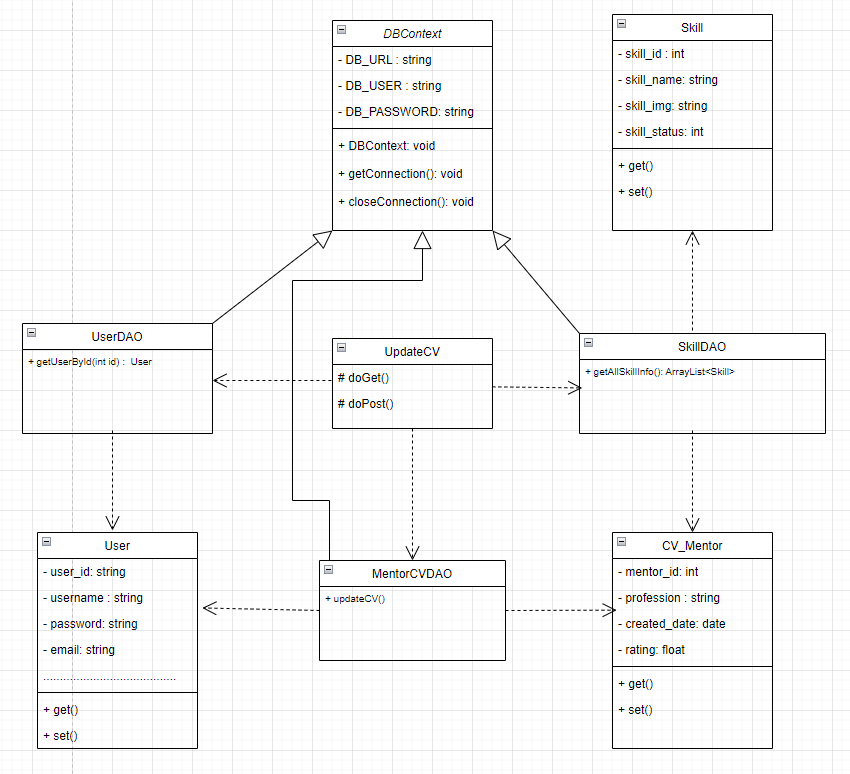 DBContext
- DB_URL : string
- DB_USER : string
- DB_PASSWORD: string
+ DBContext: void
+ getConnection(): void
+ closeConnection(): void
Skill
- skill_id : int
- skill_name: string
- skill_img: string
- skill_status: int
+ get()
+ set()
UserDAO
+ getUserById(int id) : User
UpdateCV
# doGet()
# doPost()
SkillDAO
+ getAllSkillInfo(): ArrayList<Skill>
User
- user_id: string
- username : string
- password: string
- email: string
........................................
+ get()
+ set()
MentorCVDAO
+ updateCV()
CV_Mentor
- mentor_id: int
- profession : string
- created_date: date
- rating: float
+ get()
+ set()